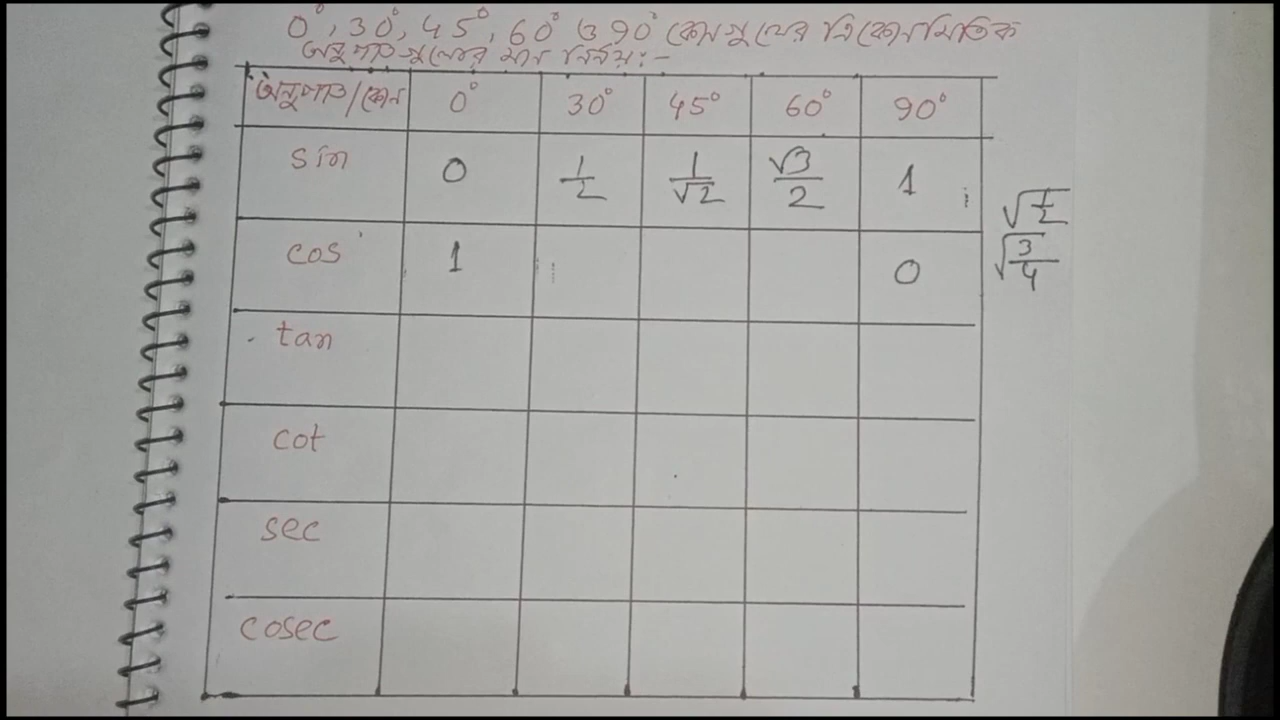 0°, 30°, 45°, 60° ও 90° কোণগুলোর ত্রিকোণমিতিক
অনুপাতগুলোর মান নির্ণয়:-
অনুপাত/কোণ 0° 30° 45° 60° 90°
sin 0 1/2 1/√2 √3/2 1
√1/2
cos 1 0
√3/4
tan
cot
sec
cosec